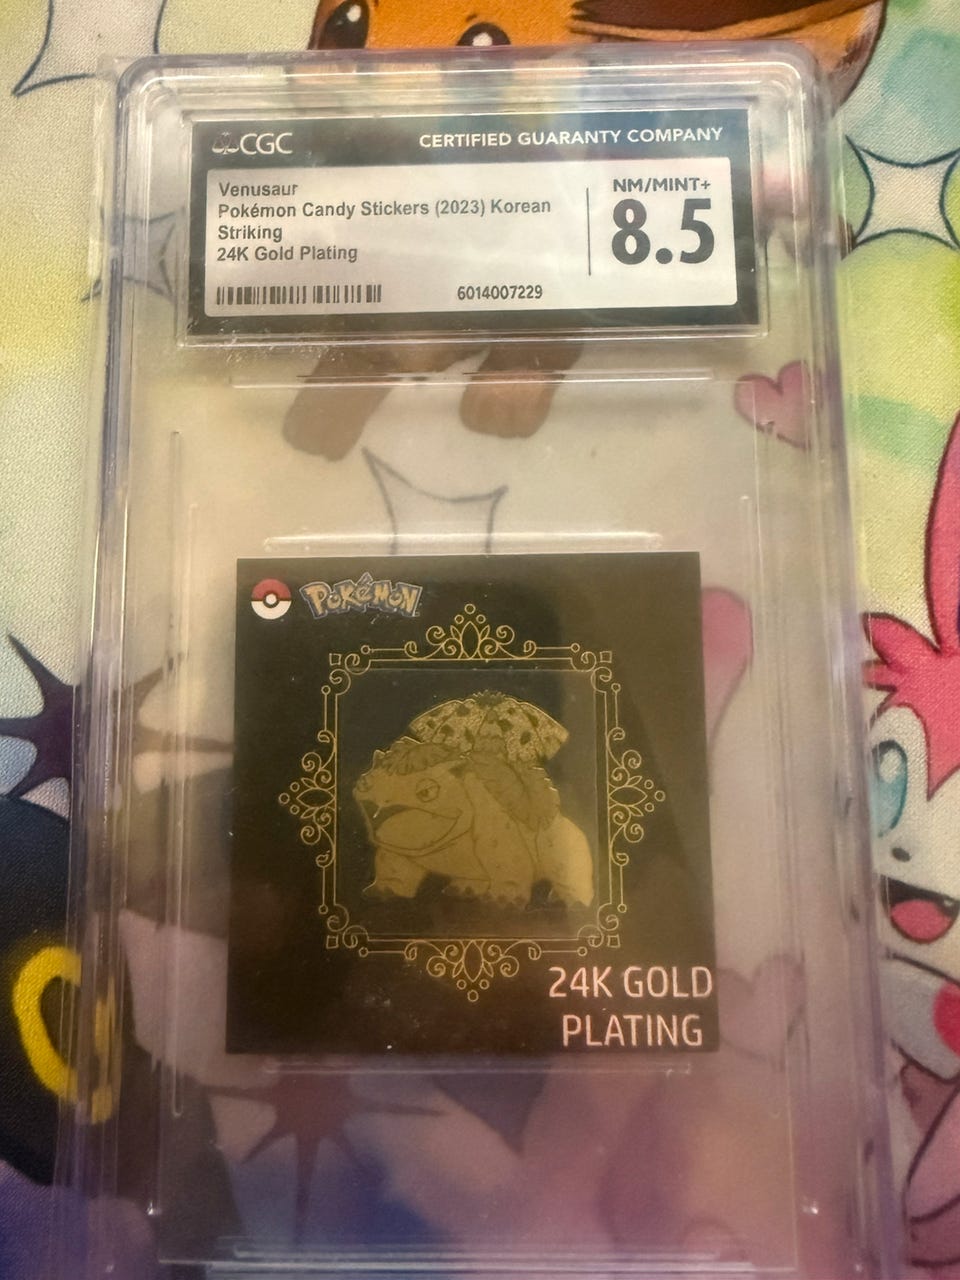 CGC
CERTIFIED GUARANTY COMPANY
Venusaur
Pokémon Candy Stickers (2023) Korean
Striking
24K Gold Plating
NM/MINT+
8.5
6014007229
POKéMON
24K GOLD
PLATING